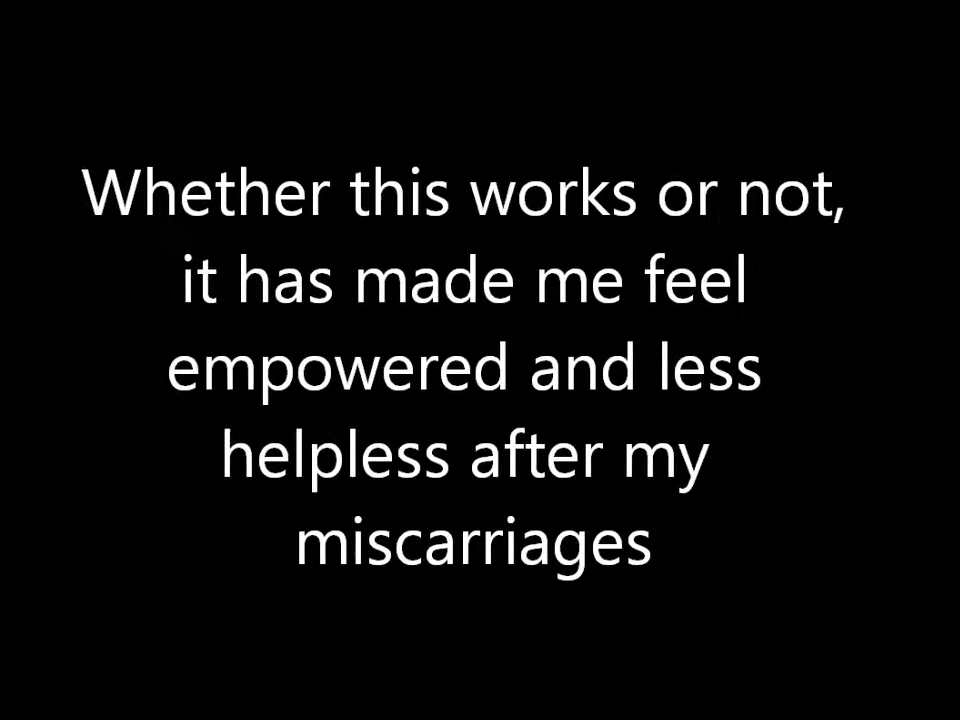 Whether this works or not,
it has made me feel
empowered and less
helpless after my
miscarriages